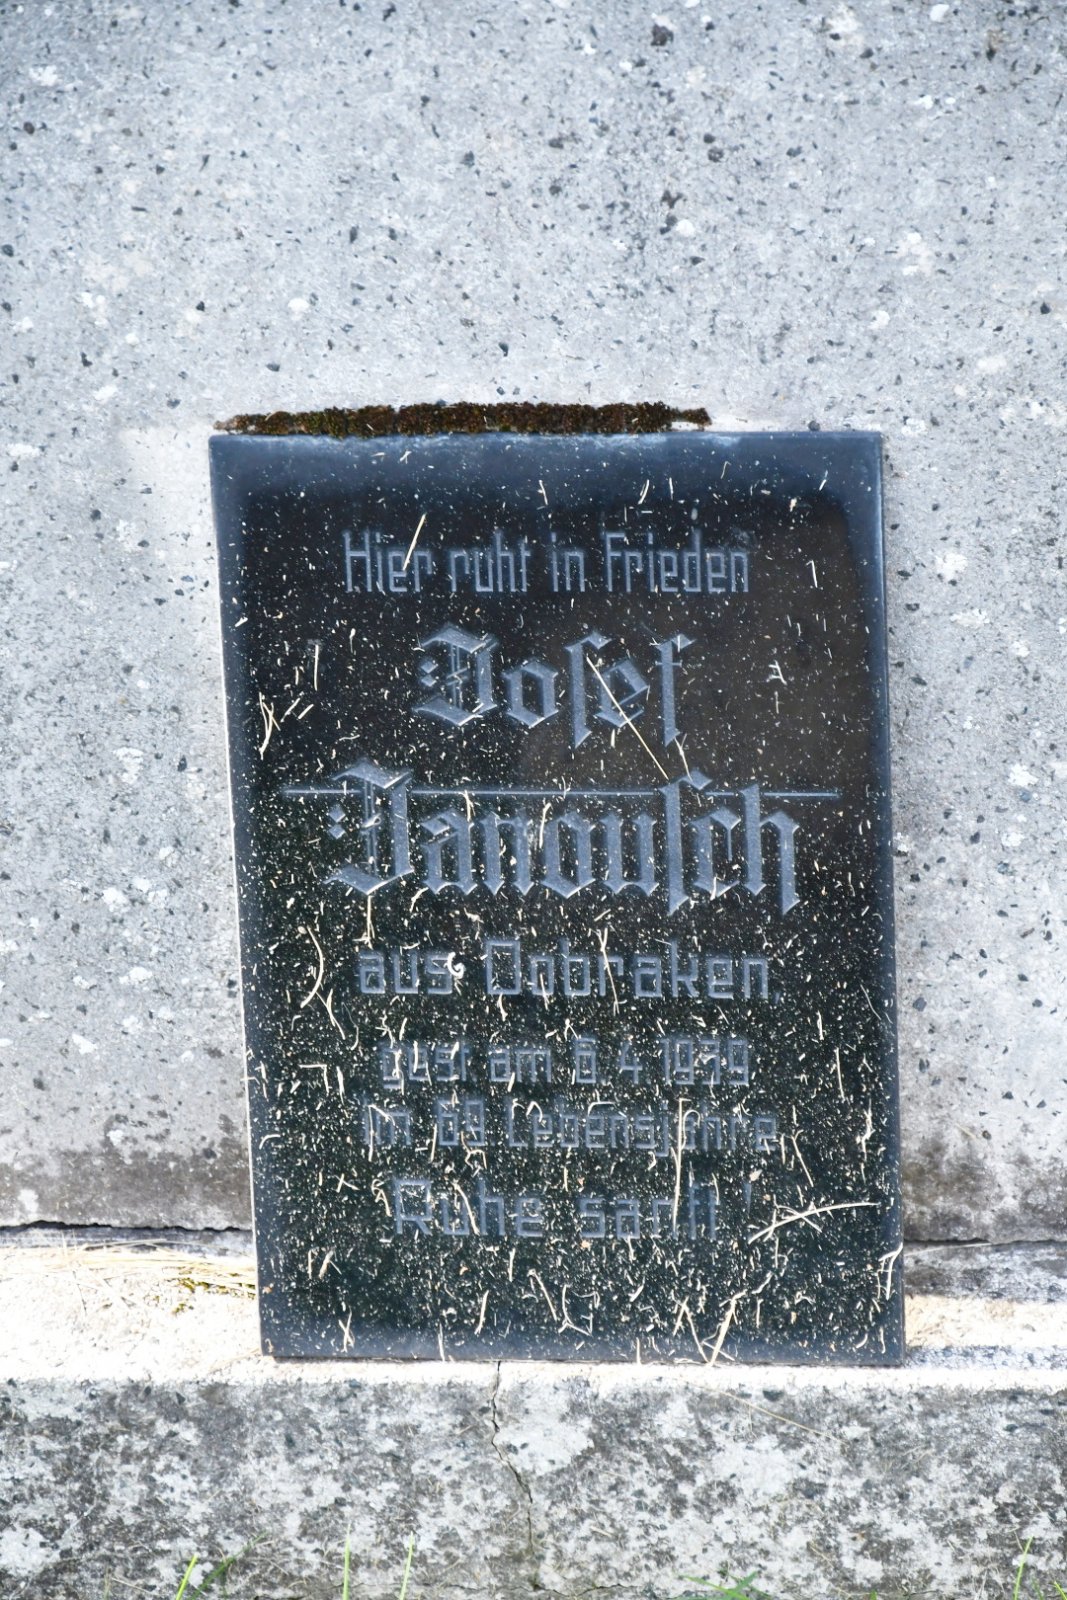 Hier ruht in Frieden
Josef
Janousch
aus Dobraken,
gest am 6.4.1939
im 69. Lebensjahre
Ruhe sanft!